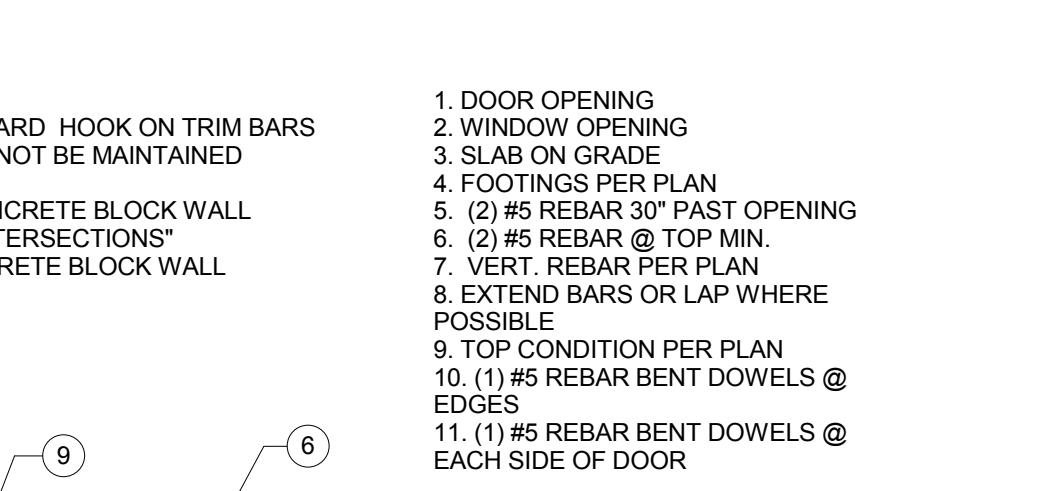 ARD HOOK ON TRIM BARS
NOT BE MAINTAINED
NCRETE BLOCK WALL
TERSECTIONS"
RETE BLOCK WALL
1. DOOR OPENING
2. WINDOW OPENING
3. SLAB ON GRADE
4. FOOTINGS PER PLAN
5. (2) #5 REBAR 30" PAST OPENING
6. (2) #5 REBAR @ TOP MIN.
7. VERT. REBAR PER PLAN
8. EXTEND BARS OR LAP WHERE
POSSIBLE
9. TOP CONDITION PER PLAN
10. (1) #5 REBAR BENT DOWELS @
EDGES
11. (1) #5 REBAR BENT DOWELS @
EACH SIDE OF DOOR
9
6